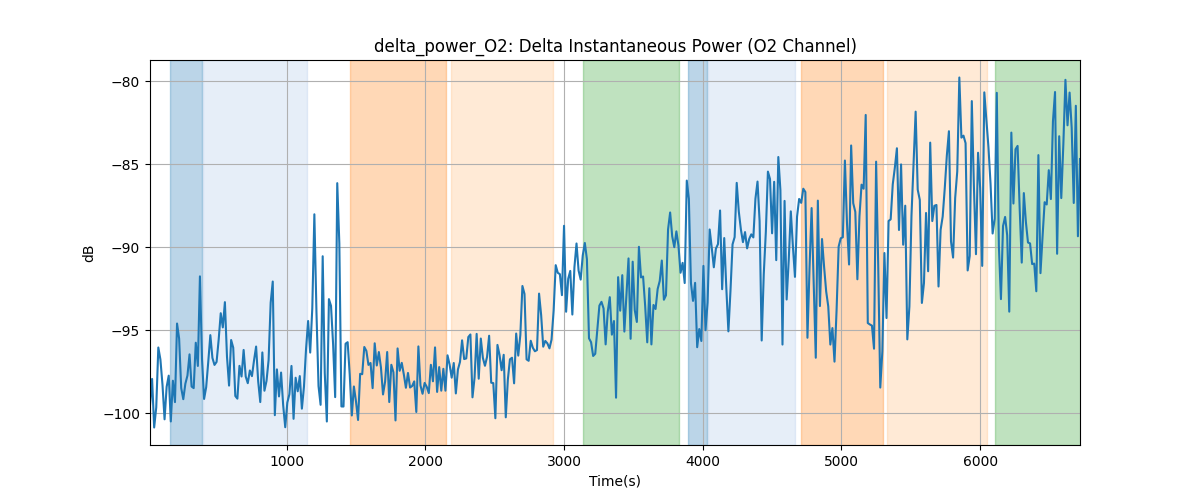 delta_power_O2: Delta Instantaneous Power (O2 Channel)
−80
−85
−90
−95
−100
dB
1000 2000 3000 4000 5000 6000
Time(s)